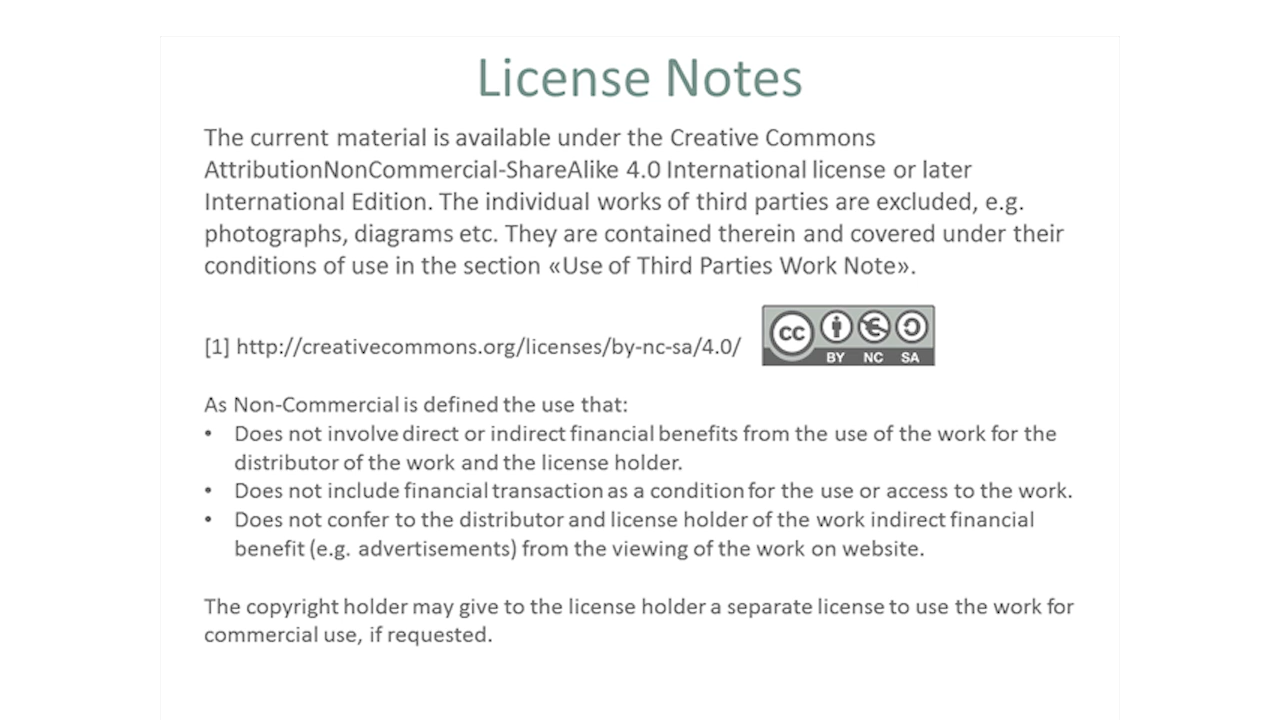 License Notes
The current material is available under the Creative Commons
AttributionNonCommercial-ShareAlike 4.0 International license or later
International Edition. The individual works of third parties are excluded, e.g.
photographs, diagrams etc. They are contained therein and covered under their
conditions of use in the section «Use of Third Parties Work Note».
[1] http://creativecommons.org/licenses/by-nc-sa/4.0/
cc
BY NC SA
As Non-Commercial is defined the use that:
• Does not involve direct or indirect financial benefits from the use of the work for the
distributor of the work and the license holder.
• Does not include financial transaction as a condition for the use or access to the work.
• Does not confer to the distributor and license holder of the work indirect financial
benefit (e.g. advertisements) from the viewing of the work on website.
The copyright holder may give to the license holder a separate license to use the work for
commercial use, if requested.